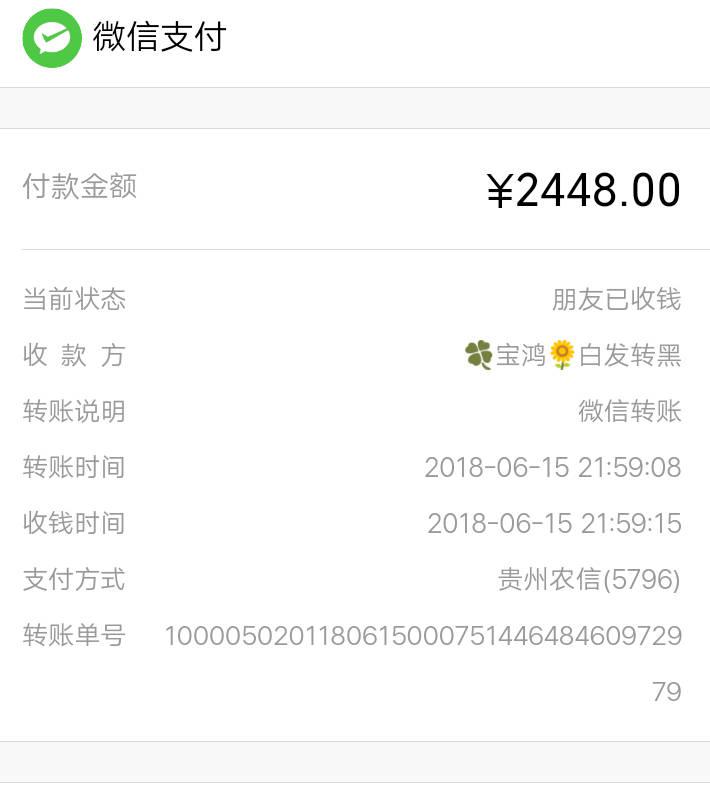 微信支付
付款金额 ¥2448.00
当前状态 朋友已收钱
收款方 🍀宝鸿🌻白发转黑
转账说明 微信转账
转账时间 2018-06-15 21:59:08
收钱时间 2018-06-15 21:59:15
支付方式 贵州农信(5796)
转账单号 1000050201180615000751446484609729
79